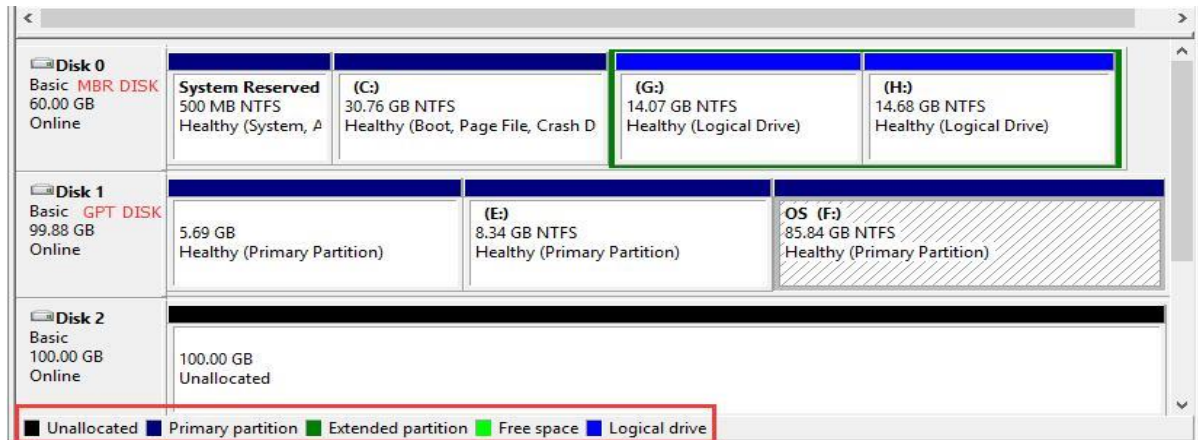 Disk 0
Basic MBR DISK
60.00 GB
Online
System Reserved
500 MB NTFS
Healthy (System, A
(C:)
30.76 GB NTFS
Healthy (Boot, Page File, Crash D
(G:)
14.07 GB NTFS
Healthy (Logical Drive)
(H:)
14.68 GB NTFS
Healthy (Logical Drive)
Disk 1
Basic GPT DISK
99.88 GB
Online
5.69 GB
Healthy (Primary Partition)
(E:)
8.34 GB NTFS
Healthy (Primary Partition)
OS (F:)
85.84 GB NTFS
Healthy (Primary Partition)
Disk 2
Basic
100.00 GB
Online
100.00 GB
Unallocated
Unallocated Primary partition Extended partition Free space Logical drive